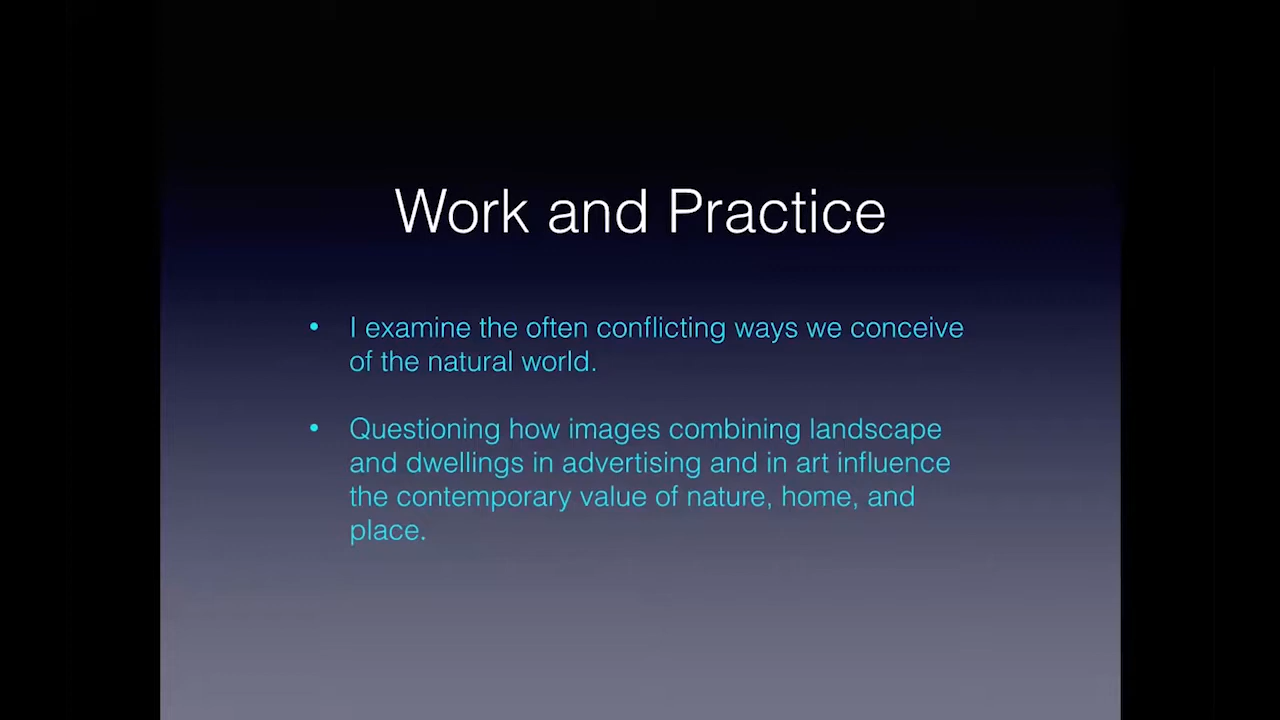 Work and Practice
• I examine the often conflicting ways we conceive
of the natural world.
• Questioning how images combining landscape
and dwellings in advertising and in art influence
the contemporary value of nature, home, and
place.